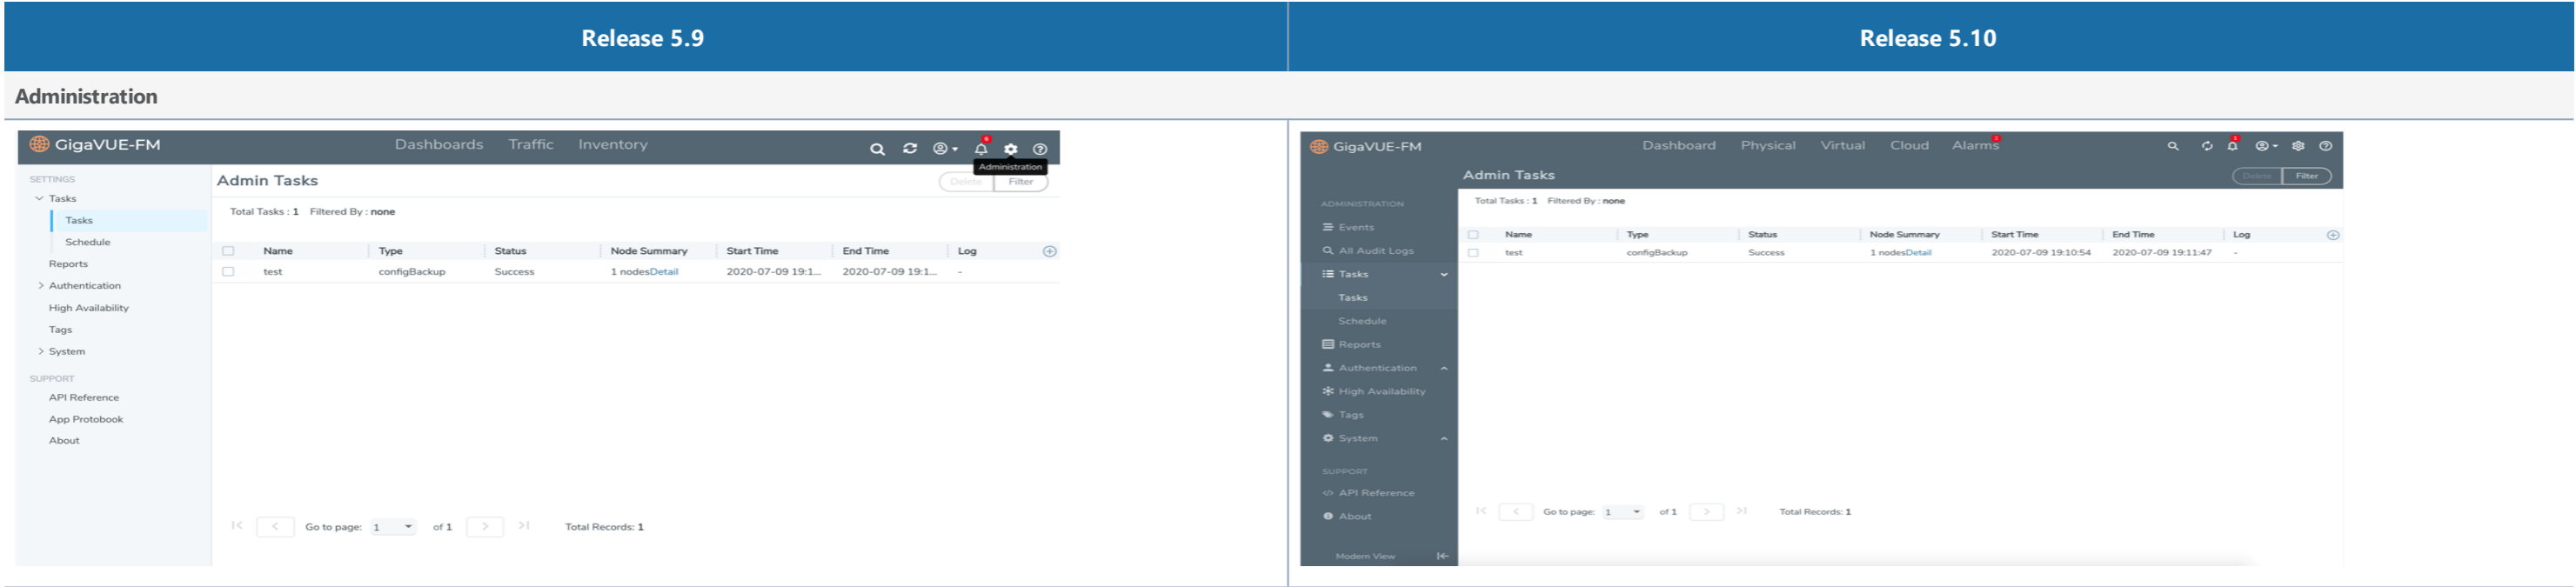 Release 5.9
Release 5.10
Administration
GigaVUE-FM
Dashboards Traffic Inventory
6
Administration
SETTINGS
Tasks
Tasks
Schedule
Reports
Authentication
High Availability
Tags
System
SUPPORT
API Reference
App Protobook
About
Admin Tasks
Delete Filter
Total Tasks : 1 Filtered By : none
Name Type Status Node Summary Start Time End Time Log
test configBackup Success 1 nodesDetail 2020-07-09 19:1... 2020-07-09 19:1... -
Go to page: 1 of 1 Total Records: 1
GigaVUE-FM
Dashboard Physical Virtual Cloud Alarms
ADMINISTRATION
Events
All Audit Logs
Tasks
Tasks
Schedule
Reports
Authentication
High Availability
Tags
System
SUPPORT
API Reference
About
Modern View
Admin Tasks
Delete Filter
Total Tasks : 1 Filtered By : none
Name Type Status Node Summary Start Time End Time Log
test configBackup Success 1 nodesDetail 2020-07-09 19:10:54 2020-07-09 19:11:47 -
Go to page: 1 of 1 Total Records: 1